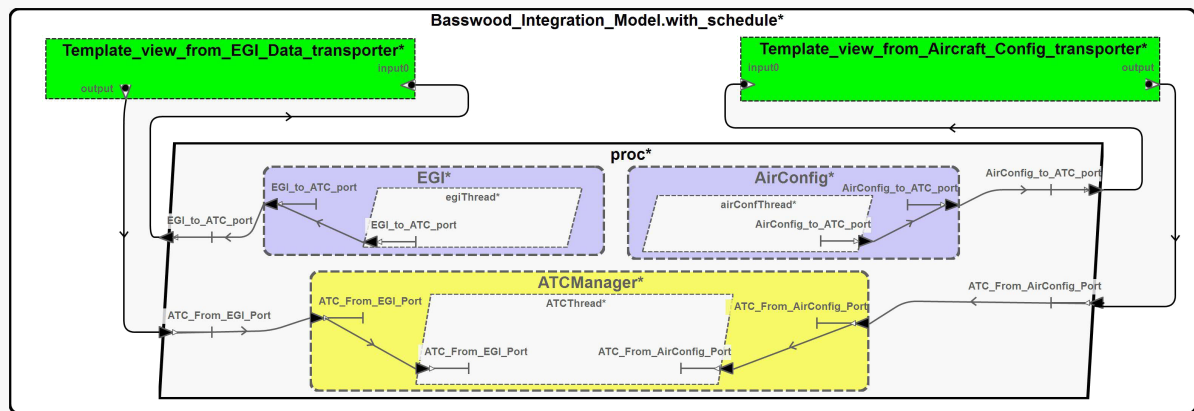 Basswood_Integration_Model.with_schedule*
Template_view_from_EGI_Data_transporter*
input0
output
Template_view_from_Aircraft_Config_transporter*
input0
output
proc*
EGI*
EGI_to_ATC_port
egiThread*
EGI_to_ATC_port
EGI_to_ATC_port
AirConfig*
AirConfig_to_ATC_port
airConfThread*
AirConfig_to_ATC_port
AirConfig_to_ATC_port
ATCManager*
ATC_From_EGI_Port
ATCThread*
ATC_From_AirConfig_Port
ATC_From_AirConfig_Port
ATC_From_EGI_Port
ATC_From_EGI_Port
ATC_From_AirConfig_Port